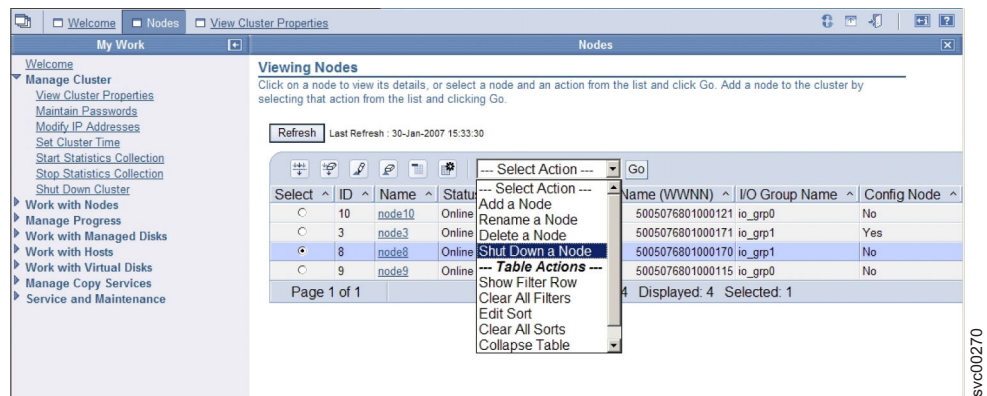 Welcome Nodes View Cluster Properties
My Work Nodes
Welcome
Manage Cluster
View Cluster Properties
Maintain Passwords
Modify IP Addresses
Set Cluster Time
Start Statistics Collection
Stop Statistics Collection
Shut Down Cluster
Work with Nodes
Manage Progress
Work with Managed Disks
Work with Hosts
Work with Virtual Disks
Manage Copy Services
Service and Maintenance
Viewing Nodes
Click on a node to view its details, or select a node and an action from the list and click Go. Add a node to the cluster by
selecting that action from the list and clicking Go.
Refresh Last Refresh : 30-Jan-2007 15:33:30
--- Select Action --- Go
Select ID Name Statu Name (WWNN) I/O Group Name Config Node
10 node10 Online 5005076801000121 io_grp0 No
3 node3 Online 5005076801000171 io_grp1 Yes
8 node8 Online 5005076801000170 io_grp1 No
9 node9 Online 5005076801000115 io_grp0 No
Page 1 of 1 4 Displayed: 4 Selected: 1
--- Select Action ---
Add a Node
Rename a Node
Delete a Node
Shut Down a Node
--- Table Actions ---
Show Filter Row
Clear All Filters
Edit Sort
Clear All Sorts
Collapse Table
svc00270